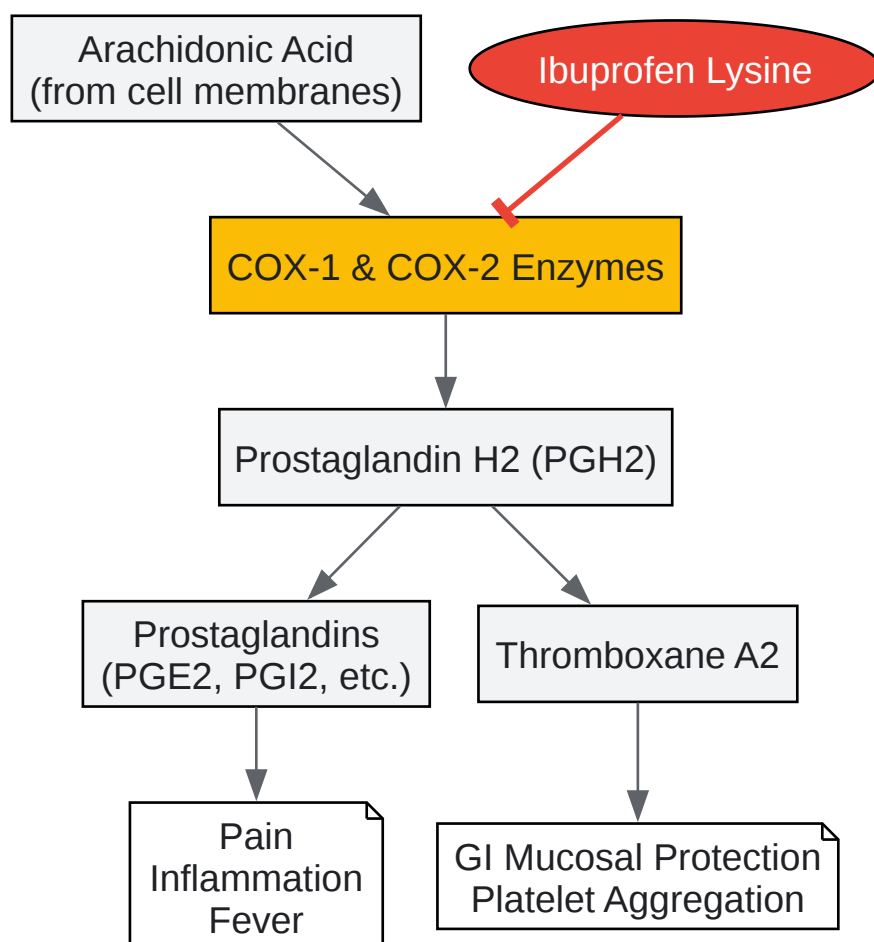 Arachidonic Acid
(from cell membranes)
Ibuprofen Lysine
COX-1 & COX-2 Enzymes
Prostaglandin H2 (PGH2)
Prostaglandins
(PGE2, PGI2, etc.)
Thromboxane A2
Pain
Inflammation
Fever
GI Mucosal Protection
Platelet Aggregation